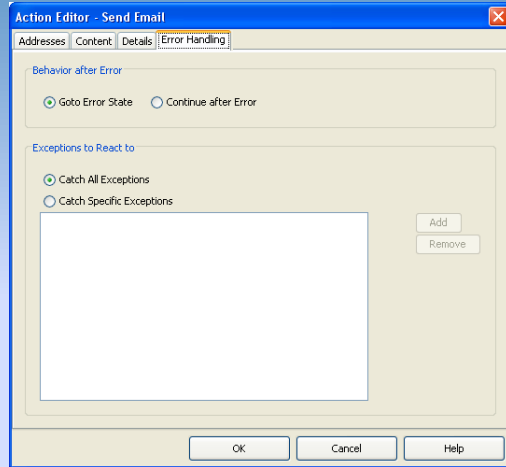 Action Editor - Send Email
Addresses Content Details Error Handling
Behavior after Error
Goto Error State Continue after Error
Exceptions to React to
Catch All Exceptions
Catch Specific Exceptions
Add
Remove
OK Cancel Help